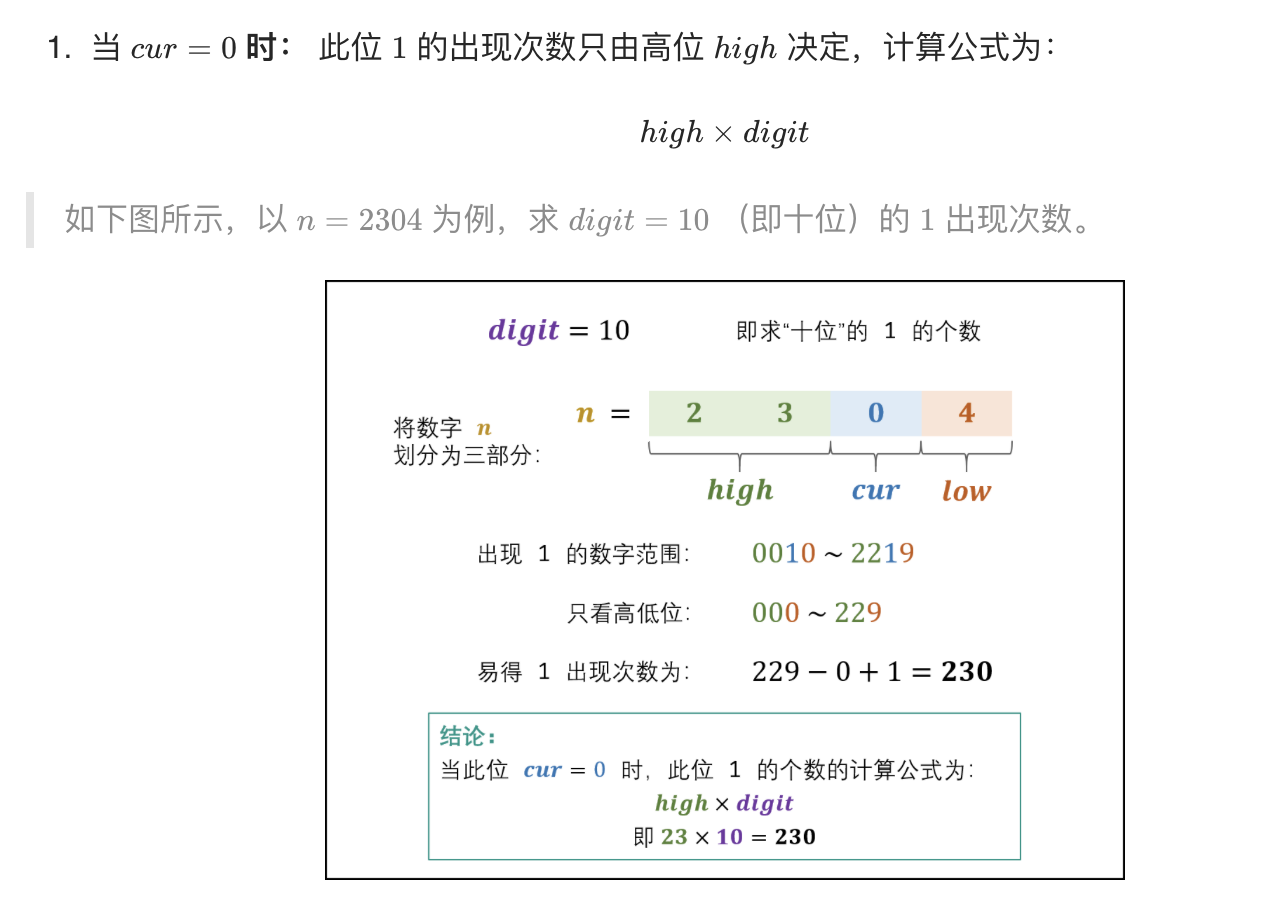 1. 当 cur = 0 时： 此位 1 的出现次数只由高位 high 决定，计算公式为：
high × digit
如下图所示，以 n = 2304 为例，求 digit = 10 （即十位）的 1 出现次数。
digit = 10 即求“十位”的 1 的个数
将数字 n
划分为三部分：
n = 2 3 0 4
high cur low
出现 1 的数字范围： 0010 ~ 2219
只看高低位： 000 ~ 229
易得 1 出现次数为： 229 − 0 + 1 = 230
结论：
当此位 cur = 0 时，此位 1 的个数的计算公式为：
high × digit
即 23 × 10 = 230